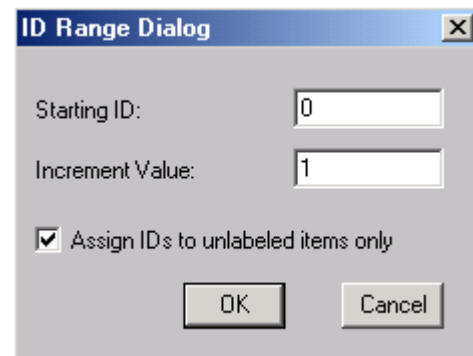 ID Range Dialog
Starting ID: 0
Increment Value: 1
Assign IDs to unlabeled items only
OK Cancel